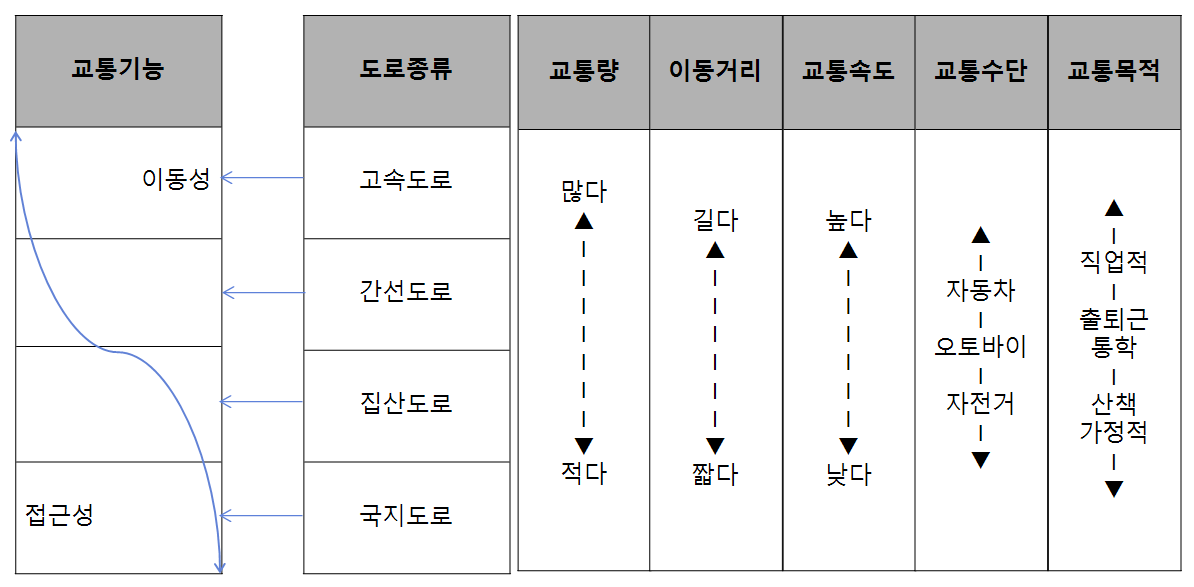 교통기능
도로종류
교통량
이동거리
교통속도
교통수단
교통목적
이동성
접근성
고속도로
간선도로
집산도로
국지도로
많다
적다
길다
짧다
높다
낮다
자동차
오토바이
자전거
직업적
출퇴근
통학
산책
가정적